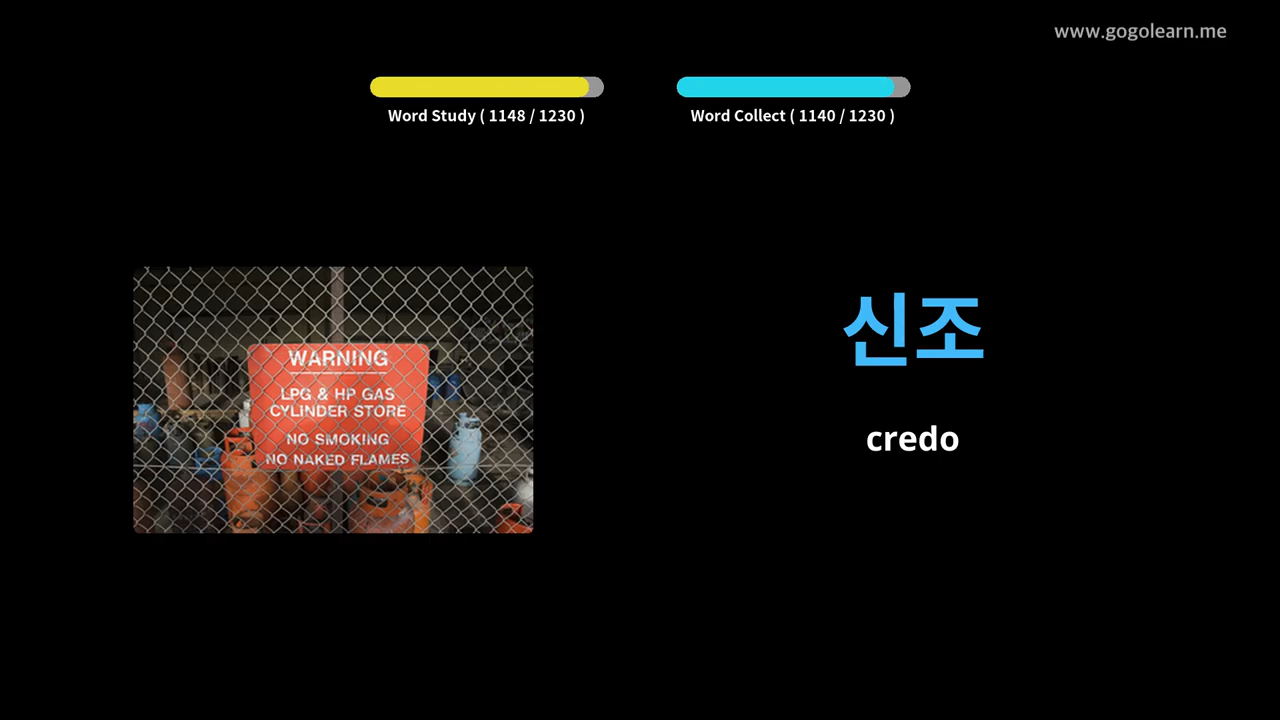 www.gogolearn.me
Word Study ( 1148 / 1230 )
Word Collect ( 1140 / 1230 )
WARNING
LPG & HP GAS
CYLINDER STORE
NO SMOKING
NO NAKED FLAMES
신조
credo